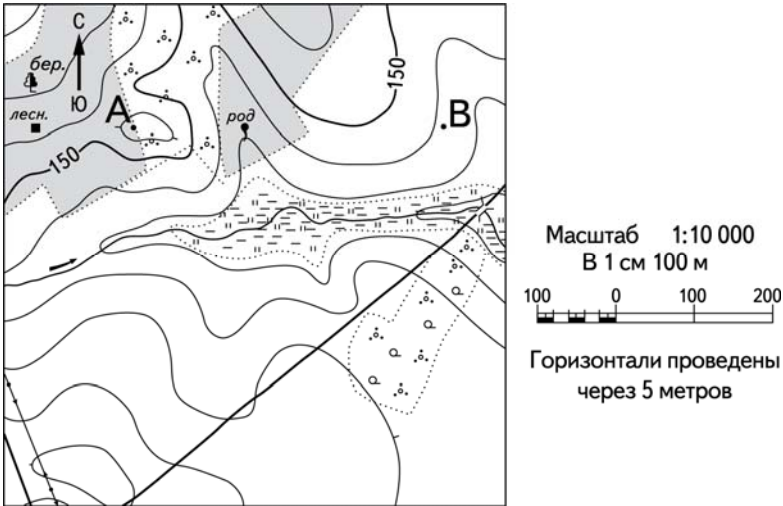 С
бер.
Ю
лесн.
А
род
В
150
150
Масштаб 1:10 000
В 1 см 100 м
100 0 100 200
Горизонтали проведены
через 5 метров